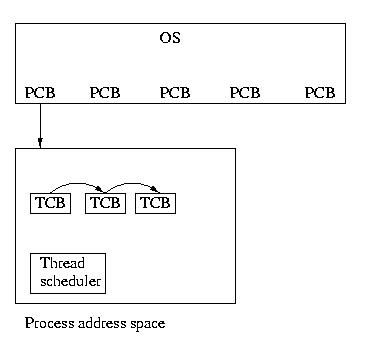 OS
PCB PCB PCB PCB PCB
TCB TCB TCB
Thread
scheduler
Process address space